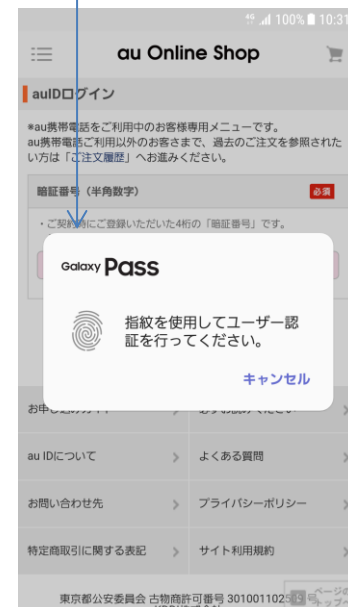 4G 100% 10:31
au Online Shop
auIDログイン
※au携帯電話をご利用中のお客様専用メニューです。
au携帯電話ご利用以外のお客さまで、過去のご注文を参照された
い方は「ご注文履歴」へお進みください。
暗証番号（半角数字） 必須
・ご契約時にご登録いただいた4桁の「暗証番号」です。
Galaxy Pass
指紋を使用してユーザー認
証を行ってください。
キャンセル
au IDについて よくある質問
お問い合わせ先 プライバシーポリシー
特定商取引に関する表記 サイト利用規約
東京都公安委員会 古物商許可番号